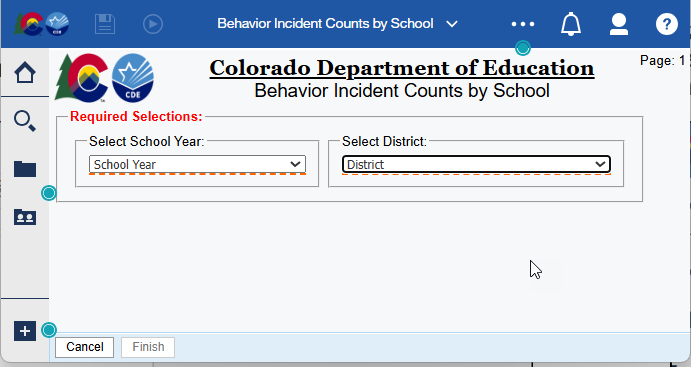 Behavior Incident Counts by School
Colorado Department of Education
Page: 1
Behavior Incident Counts by School
CDE
Required Selections:
Select School Year:
Select District:
School Year
District
Cancel
Finish